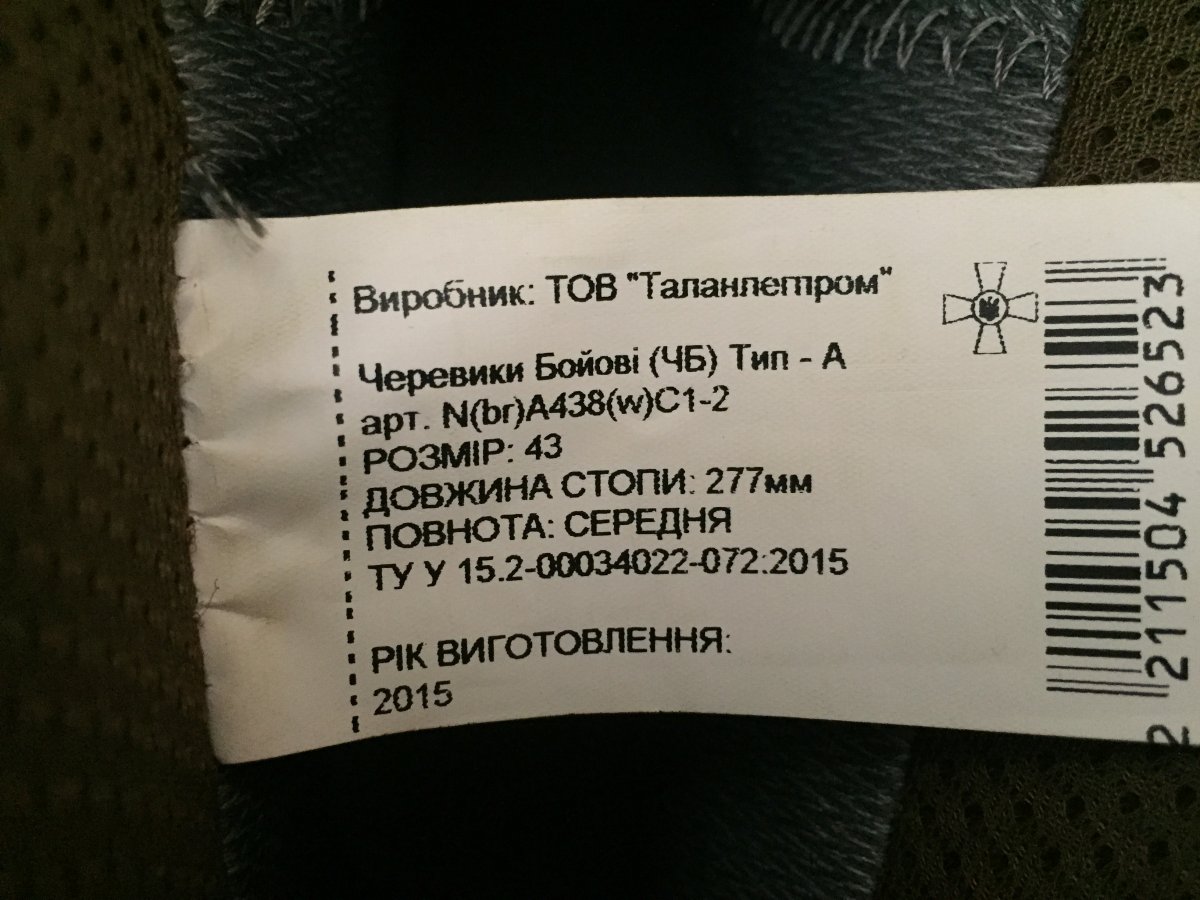 Виробник: ТОВ "Таланлегпром"
Черевики Бойові (ЧБ) Тип - А
арт. N(br)A438(w)C1-2
РОЗМІР: 43
ДОВЖИНА СТОПИ: 277мм
ПОВНОТА: СЕРЕДНЯ
ТУ У 15.2-00034022-072:2015
РІК ВИГОТОВЛЕННЯ:
2015
2 211504 526523